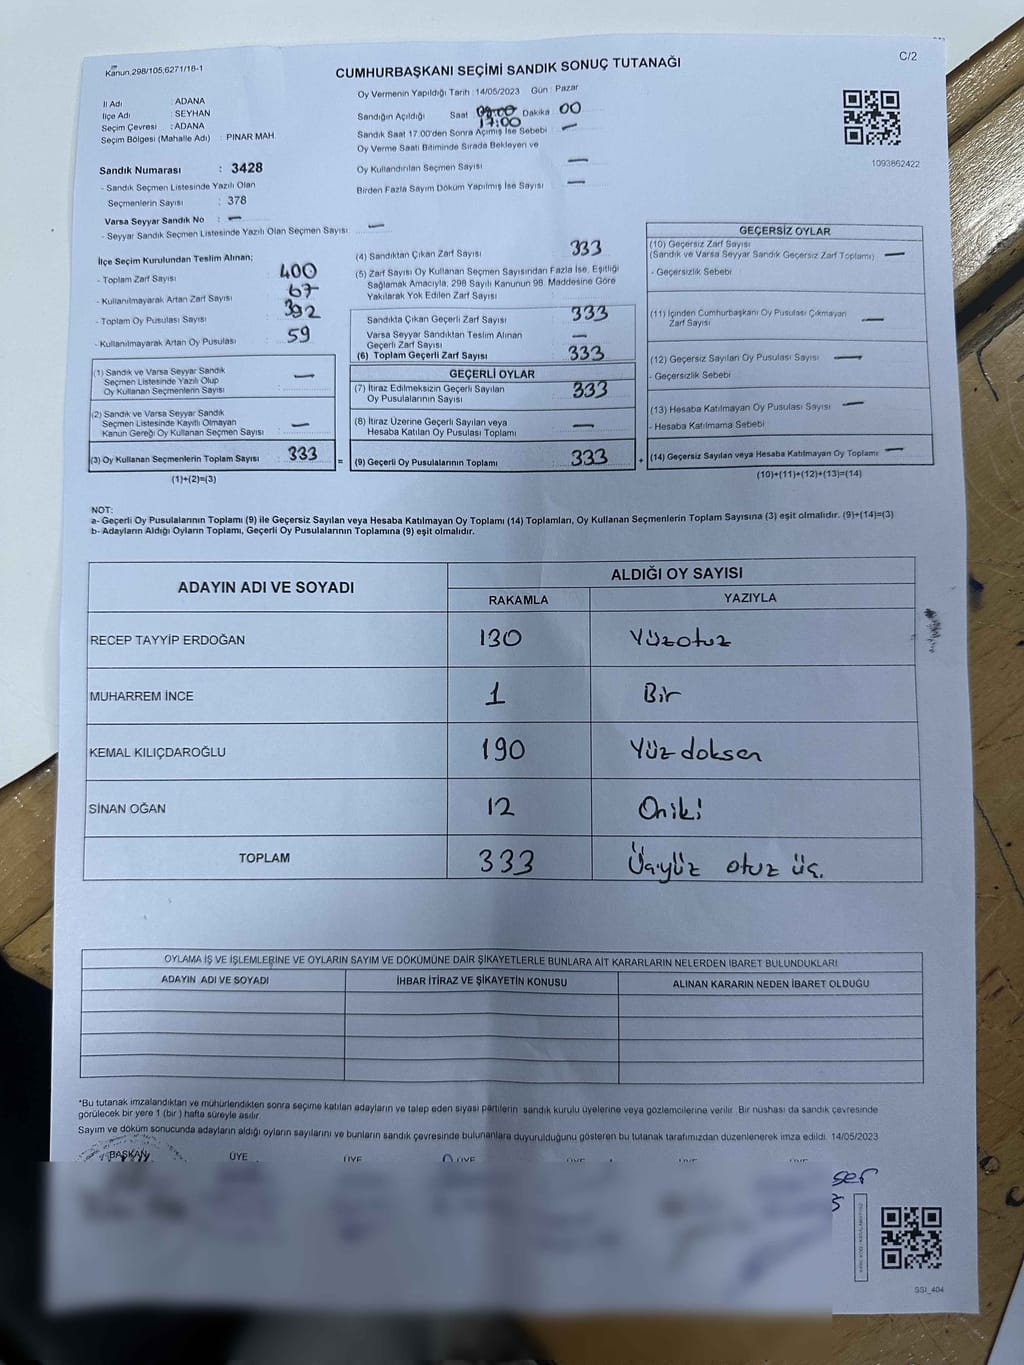 Kanun,298/105;6271/16-1
C/2
CUMHURBAŞKANI SEÇİMİ SANDIK SONUÇ TUTANAĞI
Oy Vermenin Yapıldığı Tarih : 14/05/2023 Gün : Pazar
İl Adı : ADANA
İlçe Adı : SEYHAN
Seçim Çevresi : ADANA
Seçim Bölgesi (Mahalle Adı) : PINAR MAH.
Sandık Numarası : 3428
- Sandık Seçmen Listesinde Yazılı Olan
Seçmenlerin Sayısı : 378
Varsa Seyyar Sandık No : —
- Seyyar Sandık Seçmen Listesinde Yazılı Olan Seçmen Sayısı : —
Sandığın Açıldığı Saat 17:00 Dakika 00
Sandık Saat 17.00'den Sonra Açılmış İse Sebebi —
Oy Verme Saati Bitiminde Sırada Bekleyen ve
Oy Kullandırılan Seçmen Sayısı —
Birden Fazla Sayım Döküm Yapılmış İse Sayısı —
1093862422
İlçe Seçim Kurulundan Teslim Alınan;
- Toplam Zarf Sayısı : 400
- Kullanılmayarak Artan Zarf Sayısı : 67
- Toplam Oy Pusulası Sayısı : 392
- Kullanılmayarak Artan Oy Pusulası : 59
(1) Sandık ve Varsa Seyyar Sandık
Seçmen Listesinde Yazılı Olup
Oy Kullanan Seçmenlerin Sayısı : —
(2) Sandık ve Varsa Seyyar Sandık
Seçmen Listesinde Kayıtlı Olmayan
Kanun Gereği Oy Kullanan Seçmen Sayısı : —
(3) Oy Kullanan Seçmenlerin Toplam Sayısı : 333
(1)+(2)=(3)
(4) Sandıktan Çıkan Zarf Sayısı : 333
(5) Zarf Sayısı Oy Kullanan Seçmen Sayısından Fazla İse, Eşitliği
Sağlamak Amacıyla, 298 Sayılı Kanunun 98. Maddesine Göre
Yakılarak Yok Edilen Zarf Sayısı
Sandıkta Çıkan Geçerli Zarf Sayısı : 333
Varsa Seyyar Sandıktan Teslim Alınan
Geçerli Zarf Sayısı : —
(6) Toplam Geçerli Zarf Sayısı : 333
GEÇERLİ OYLAR
(7) İtiraz Edilmeksizin Geçerli Sayılan
Oy Pusulalarının Sayısı : 333
(8) İtiraz Üzerine Geçerli Sayılan veya
Hesaba Katılan Oy Pusulası Toplamı : —
= (9) Geçerli Oy Pusulalarının Toplamı : 333 +
GEÇERSİZ OYLAR
(10) Geçersiz Zarf Sayısı
(Sandık ve Varsa Seyyar Sandık Geçersiz Zarf Toplamı) —
- Geçersizlik Sebebi
(11) İçinden Cumhurbaşkanı Oy Pusulası Çıkmayan
Zarf Sayısı —
(12) Geçersiz Sayılan Oy Pusulası Sayısı —
- Geçersizlik Sebebi
(13) Hesaba Katılmayan Oy Pusulası Sayısı —
- Hesaba Katılmama Sebebi
(14) Geçersiz Sayılan veya Hesaba Katılmayan Oy Toplamı —
(10)+(11)+(12)+(13)=(14)
NOT:
a- Geçerli Oy Pusulalarının Toplamı (9) ile Geçersiz Sayılan veya Hesaba Katılmayan Oy Toplamı (14) Toplamları, Oy Kullanan Seçmenlerin Toplam Sayısına (3) eşit olmalıdır. (9)+(14)=(3)
b- Adayların Aldığı Oyların Toplamı, Geçerli Oy Pusulalarının Toplamına (9) eşit olmalıdır.
ADAYIN ADI VE SOYADI
ALDIĞI OY SAYISI
RAKAMLA YAZIYLA
RECEP TAYYİP ERDOĞAN 130 Yüzotuz
MUHARREM İNCE 1 Bir
KEMAL KILIÇDAROĞLU 190 Yüz doksan
SİNAN OĞAN 12 Oniki
TOPLAM 333 Üçyüz otuz üç.
OYLAMA İŞ VE İŞLEMLERİNE VE OYLARIN SAYIM VE DÖKÜMÜNE DAİR ŞİKAYETLERLE BUNLARA AİT KARARLARIN NELERDEN İBARET BULUNDUKLARI
ADAYIN ADI VE SOYADI İHBAR İTİRAZ VE ŞİKAYETİN KONUSU ALINAN KARARIN NEDEN İBARET OLDUĞU
*Bu tutanak imzalandıktan ve mühürlendikten sonra seçime katılan adayların ve talep eden siyasi partilerin sandık kurulu üyelerine veya gözlemcilerine verilir. Bir nüshası da sandık çevresinde
görülecek bir yere 1 (bir ) hafta süreyle asılır.
Sayım ve döküm sonucunda adayların aldığı oyların sayılarını ve bunların sandık çevresinde bulunanlara duyurulduğunu gösteren bu tutanak tarafımızdan düzenlenerek imza edildi. 14/05/2023
BAŞKAN ÜYE ÜYE ÜYE ÜYE ÜYE ÜYE
SSI_404